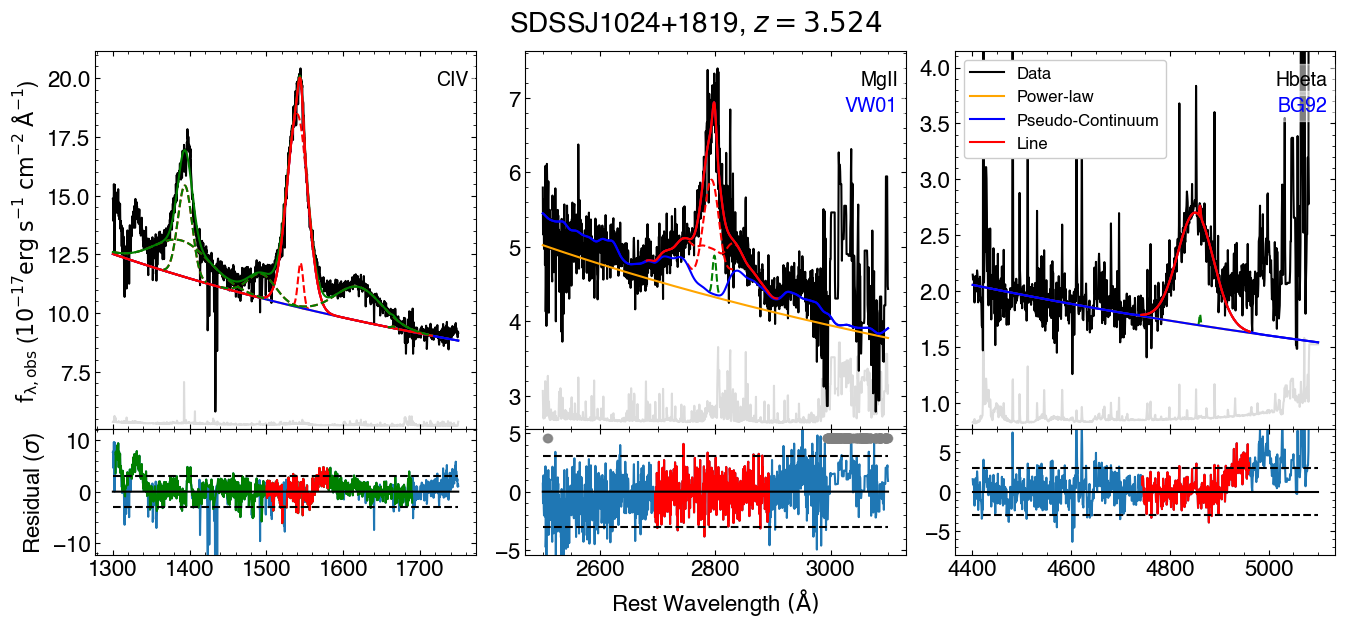 SDSSJ1024+1819, z = 3.524
f_λ, obs (10⁻¹⁷erg s⁻¹ cm⁻² Å⁻¹)
20.0
17.5
15.0
12.5
10.0
7.5
CIV
7
6
5
4
3
MgII
VW01
4.0
3.5
3.0
2.5
2.0
1.5
1.0
Data
Power-law
Pseudo-Continuum
Line
Hbeta
BG92
Residual (σ)
10
0
−10
5
0
−5
5
0
−5
1300 1400 1500 1600 1700
2600 2800 3000
4400 4600 4800 5000
Rest Wavelength (Å)